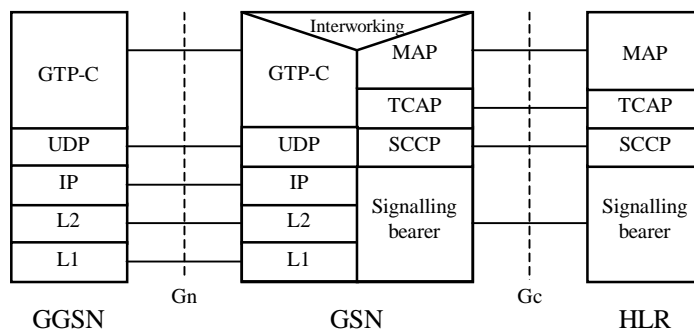 Interworking
GTP-C
GTP-C
MAP
MAP
TCAP
TCAP
UDP
UDP
SCCP
SCCP
IP
IP
L2
L2
Signalling
bearer
Signalling
bearer
L1
L1
Gn
Gc
GGSN
GSN
HLR